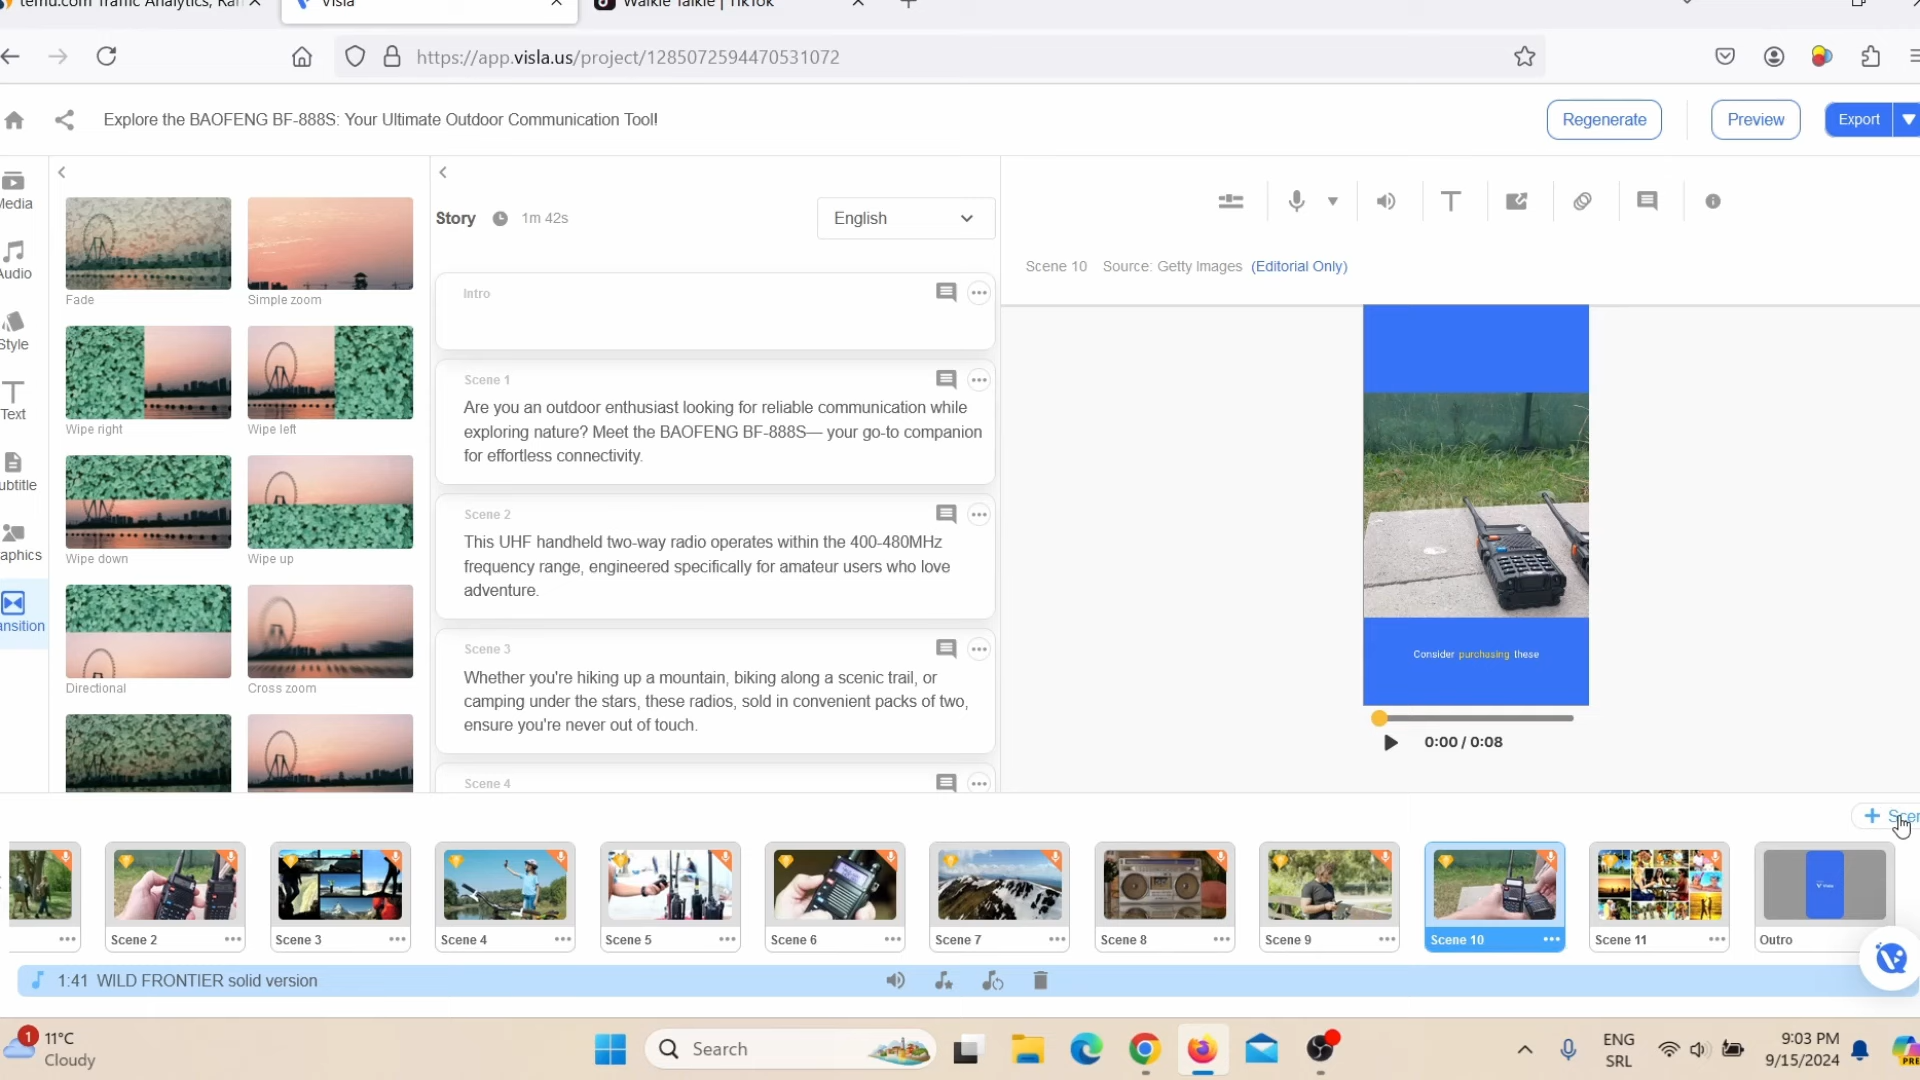 temu.com Traffic Analytics, Ran
Visla
Walkie Talkie | TikTok
https://app.visla.us/project/1285072594470531072
Explore the BAOFENG BF-888S: Your Ultimate Outdoor Communication Tool!
Regenerate
Preview
Export
Media
Audio
Style
Text
ubtitle
aphics
ansition
Fade
Simple zoom
Wipe right
Wipe left
Wipe down
Wipe up
Directional
Cross zoom
Story
1m 42s
English
Intro
Scene 1
Are you an outdoor enthusiast looking for reliable communication while
exploring nature? Meet the BAOFENG BF-888S— your go-to companion
for effortless connectivity.
Scene 2
This UHF handheld two-way radio operates within the 400-480MHz
frequency range, engineered specifically for amateur users who love
adventure.
Scene 3
Whether you're hiking up a mountain, biking along a scenic trail, or
camping under the stars, these radios, sold in convenient packs of two,
ensure you're never out of touch.
Scene 4
Scene 10 Source: Getty Images (Editorial Only)
Consider purchasing these
0:00 / 0:08
+ Scen
Scene 2
Scene 3
Scene 4
Scene 5
Scene 6
Scene 7
Scene 8
Scene 9
Scene 10
Scene 11
Outro
1:41 WILD FRONTIER solid version
1
11°C
Cloudy
Search
ENG
SRL
9:03 PM
9/15/2024
PRE